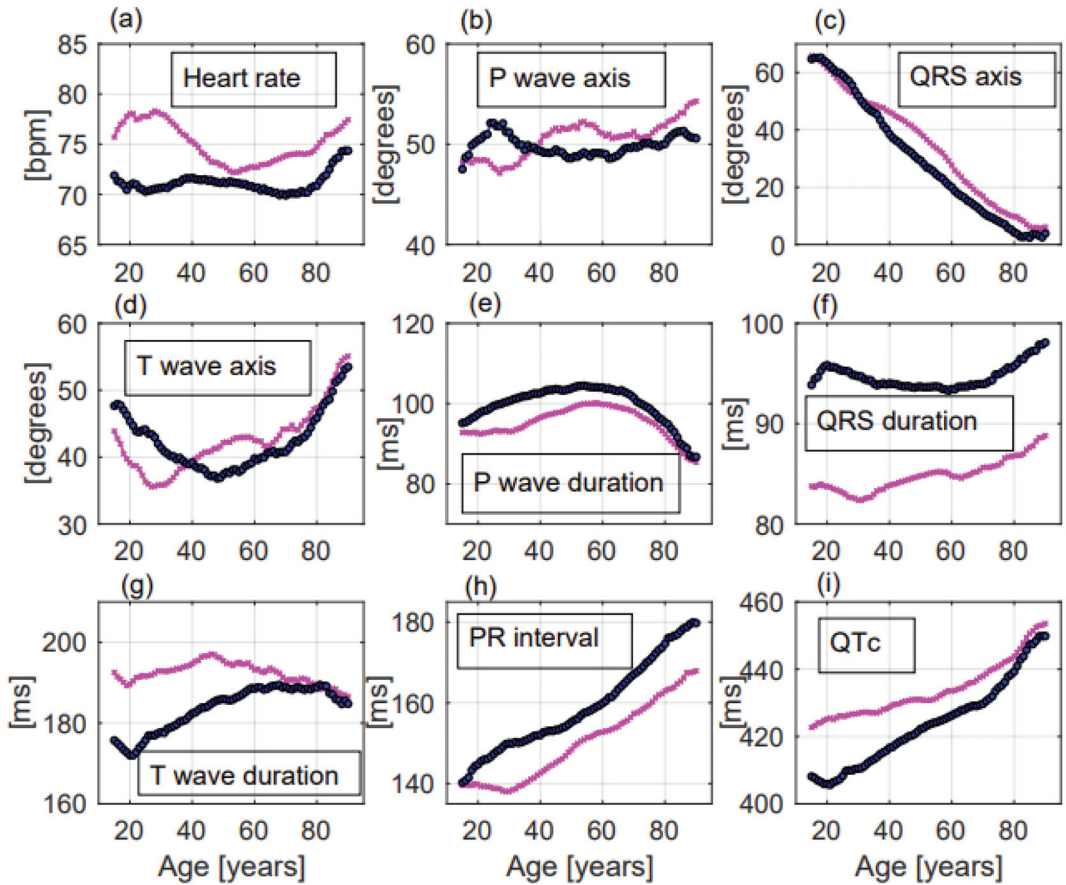 (a)
(b)
(c)
85
80
75
70
65
[bpm]
Heart rate
20 40 60 80
60
50
40
[degrees]
P wave axis
20 40 60 80
60
40
20
0
[degrees]
QRS axis
20 40 60 80
(d)
(e)
(f)
60
50
40
30
[degrees]
T wave axis
20 40 60 80
120
100
80
[ms]
P wave duration
20 40 60 80
100
90
80
[ms]
QRS duration
20 40 60 80
(g)
(h)
(i)
200
180
160
[ms]
T wave duration
20 40 60 80
Age [years]
180
160
140
[ms]
PR interval
20 40 60 80
Age [years]
460
440
420
400
[ms]
QTc
20 40 60 80
Age [years]